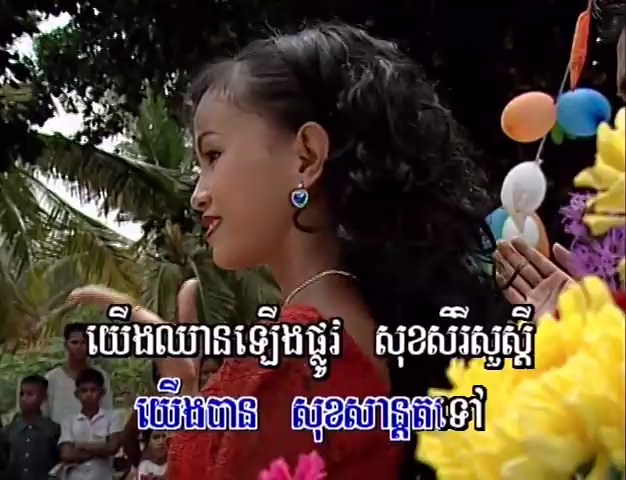 យើងឈានឡើងផ្លូវ សុខសិរីសួស្តី
យើងបាន សុខសាន្តតទៅ